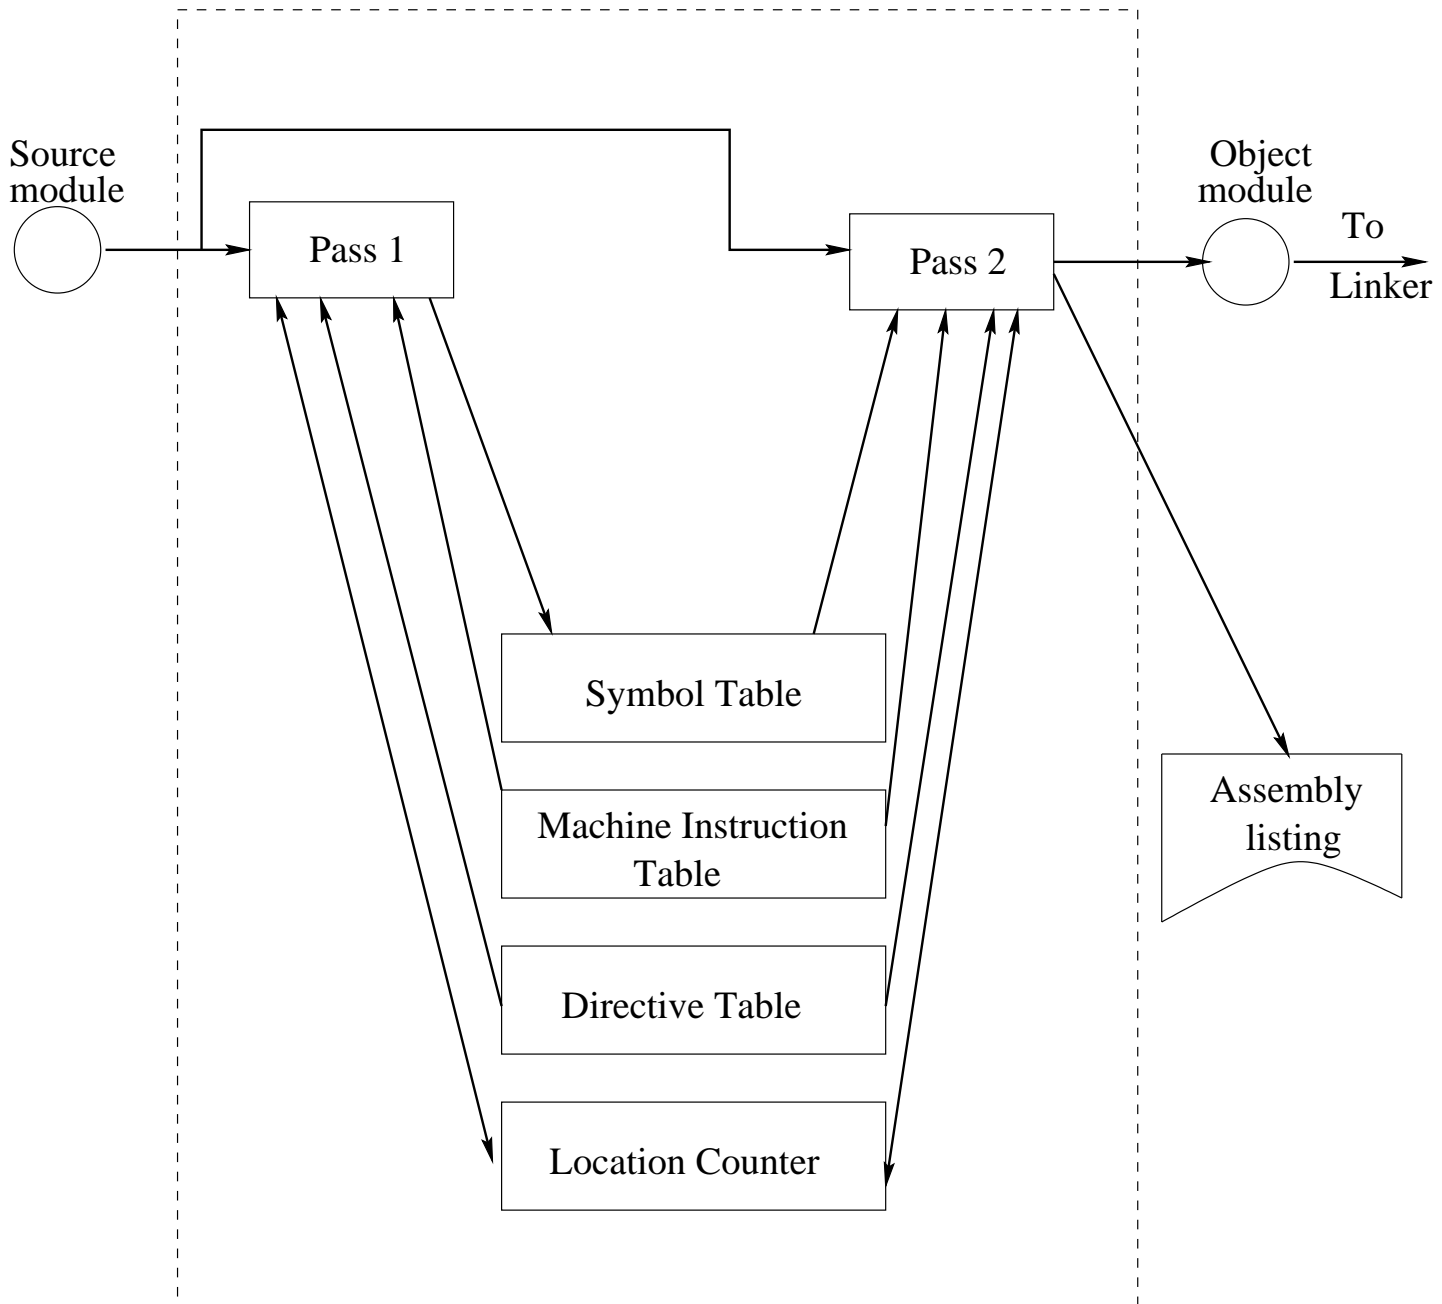 Source
module
Pass 1
Pass 2
Object
module
To
Linker
Symbol Table
Machine Instruction
Table
Directive Table
Location Counter
Assembly
listing